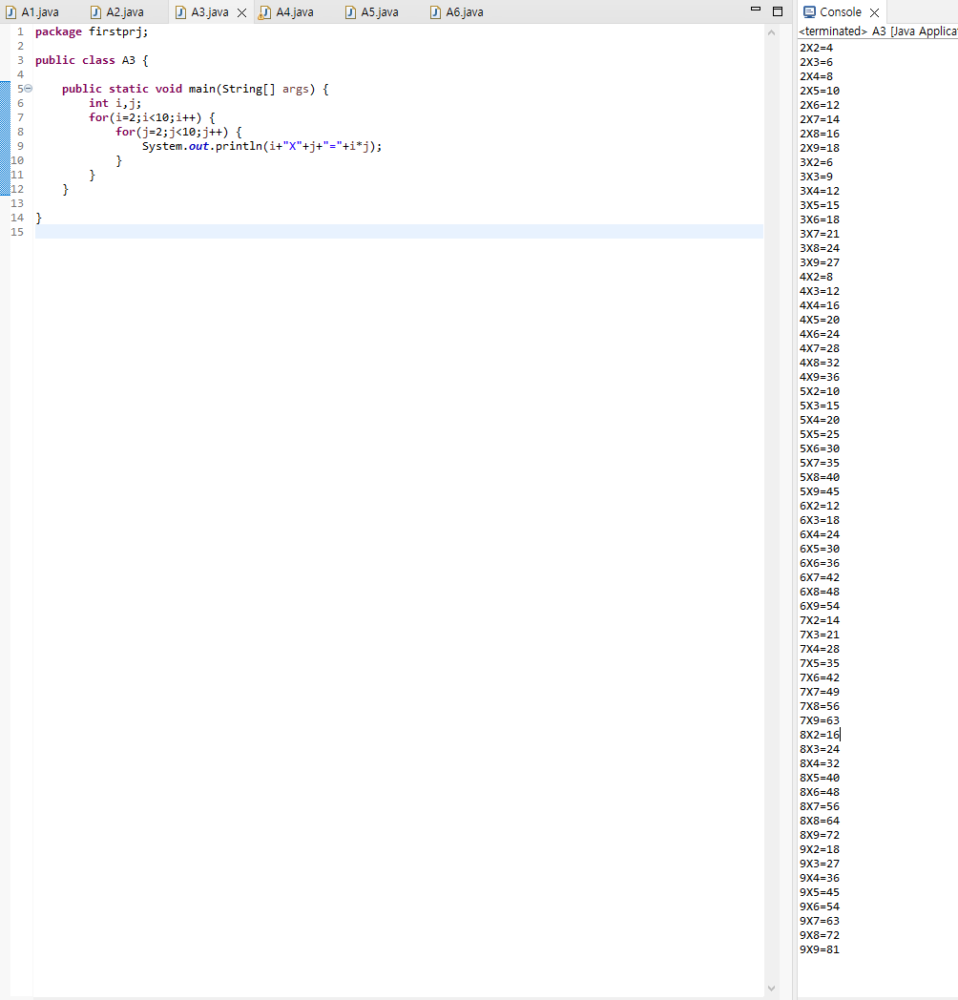 A1.java A2.java A3.java A4.java A5.java A6.java
1 package firstprj;
2
3 public class A3 {
4
5 public static void main(String[] args) {
6 int i,j;
7 for(i=2;i<10;i++) {
8 for(j=2;j<10;j++) {
9 System.out.println(i+"X"+j+"="+i*j);
10 }
11 }
12 }
13
14 }
15
Console
<terminated> A3 [Java Applica
2X2=4
2X3=6
2X4=8
2X5=10
2X6=12
2X7=14
2X8=16
2X9=18
3X2=6
3X3=9
3X4=12
3X5=15
3X6=18
3X7=21
3X8=24
3X9=27
4X2=8
4X3=12
4X4=16
4X5=20
4X6=24
4X7=28
4X8=32
4X9=36
5X2=10
5X3=15
5X4=20
5X5=25
5X6=30
5X7=35
5X8=40
5X9=45
6X2=12
6X3=18
6X4=24
6X5=30
6X6=36
6X7=42
6X8=48
6X9=54
7X2=14
7X3=21
7X4=28
7X5=35
7X6=42
7X7=49
7X8=56
7X9=63
8X2=16
8X3=24
8X4=32
8X5=40
8X6=48
8X7=56
8X8=64
8X9=72
9X2=18
9X3=27
9X4=36
9X5=45
9X6=54
9X7=63
9X8=72
9X9=81